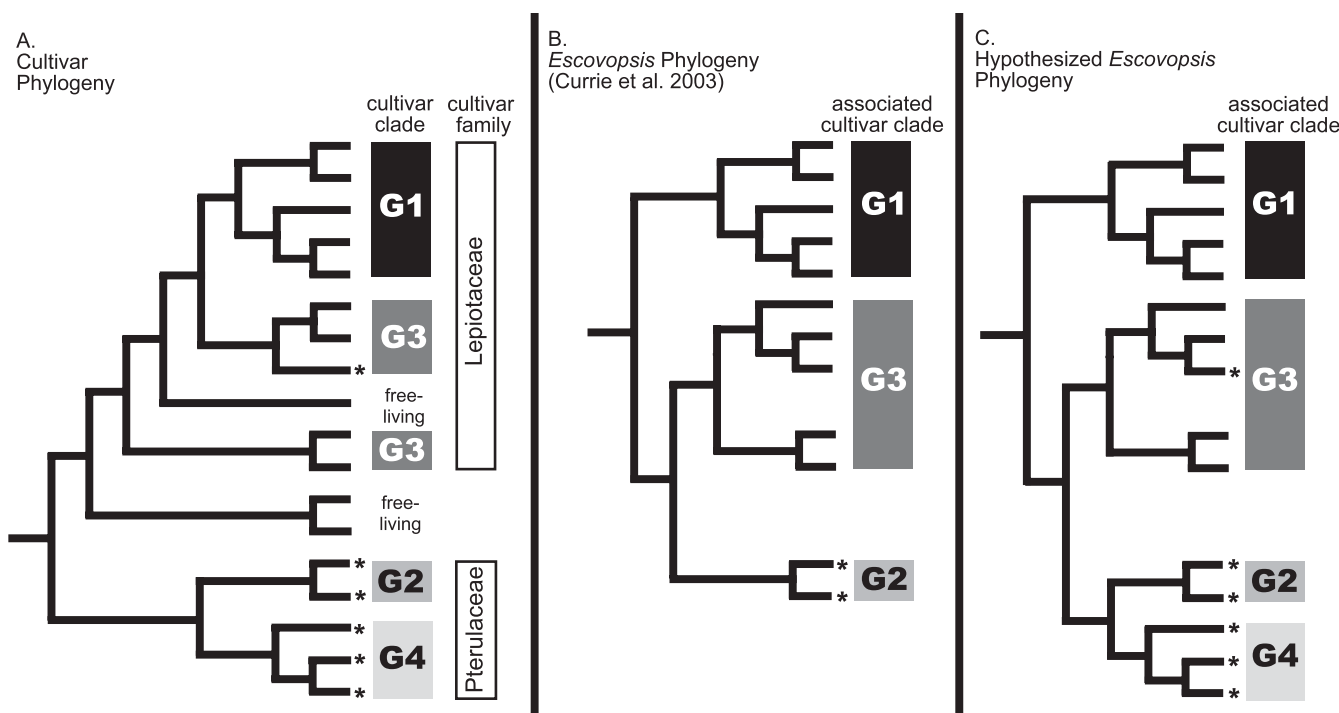 A.
Cultivar
Phylogeny
cultivar
clade
cultivar
family
G1
G3
*
free-
living
G3
free-
living
*
G2
*
*
*
G4
*
Lepiotaceae
Pterulaceae
B.
Escovopsis Phylogeny
(Currie et al. 2003)
associated
cultivar clade
G1
G3
*
G2
*
C.
Hypothesized Escovopsis
Phylogeny
associated
cultivar clade
G1
*
G3
*
G2
*
*
*
G4
*